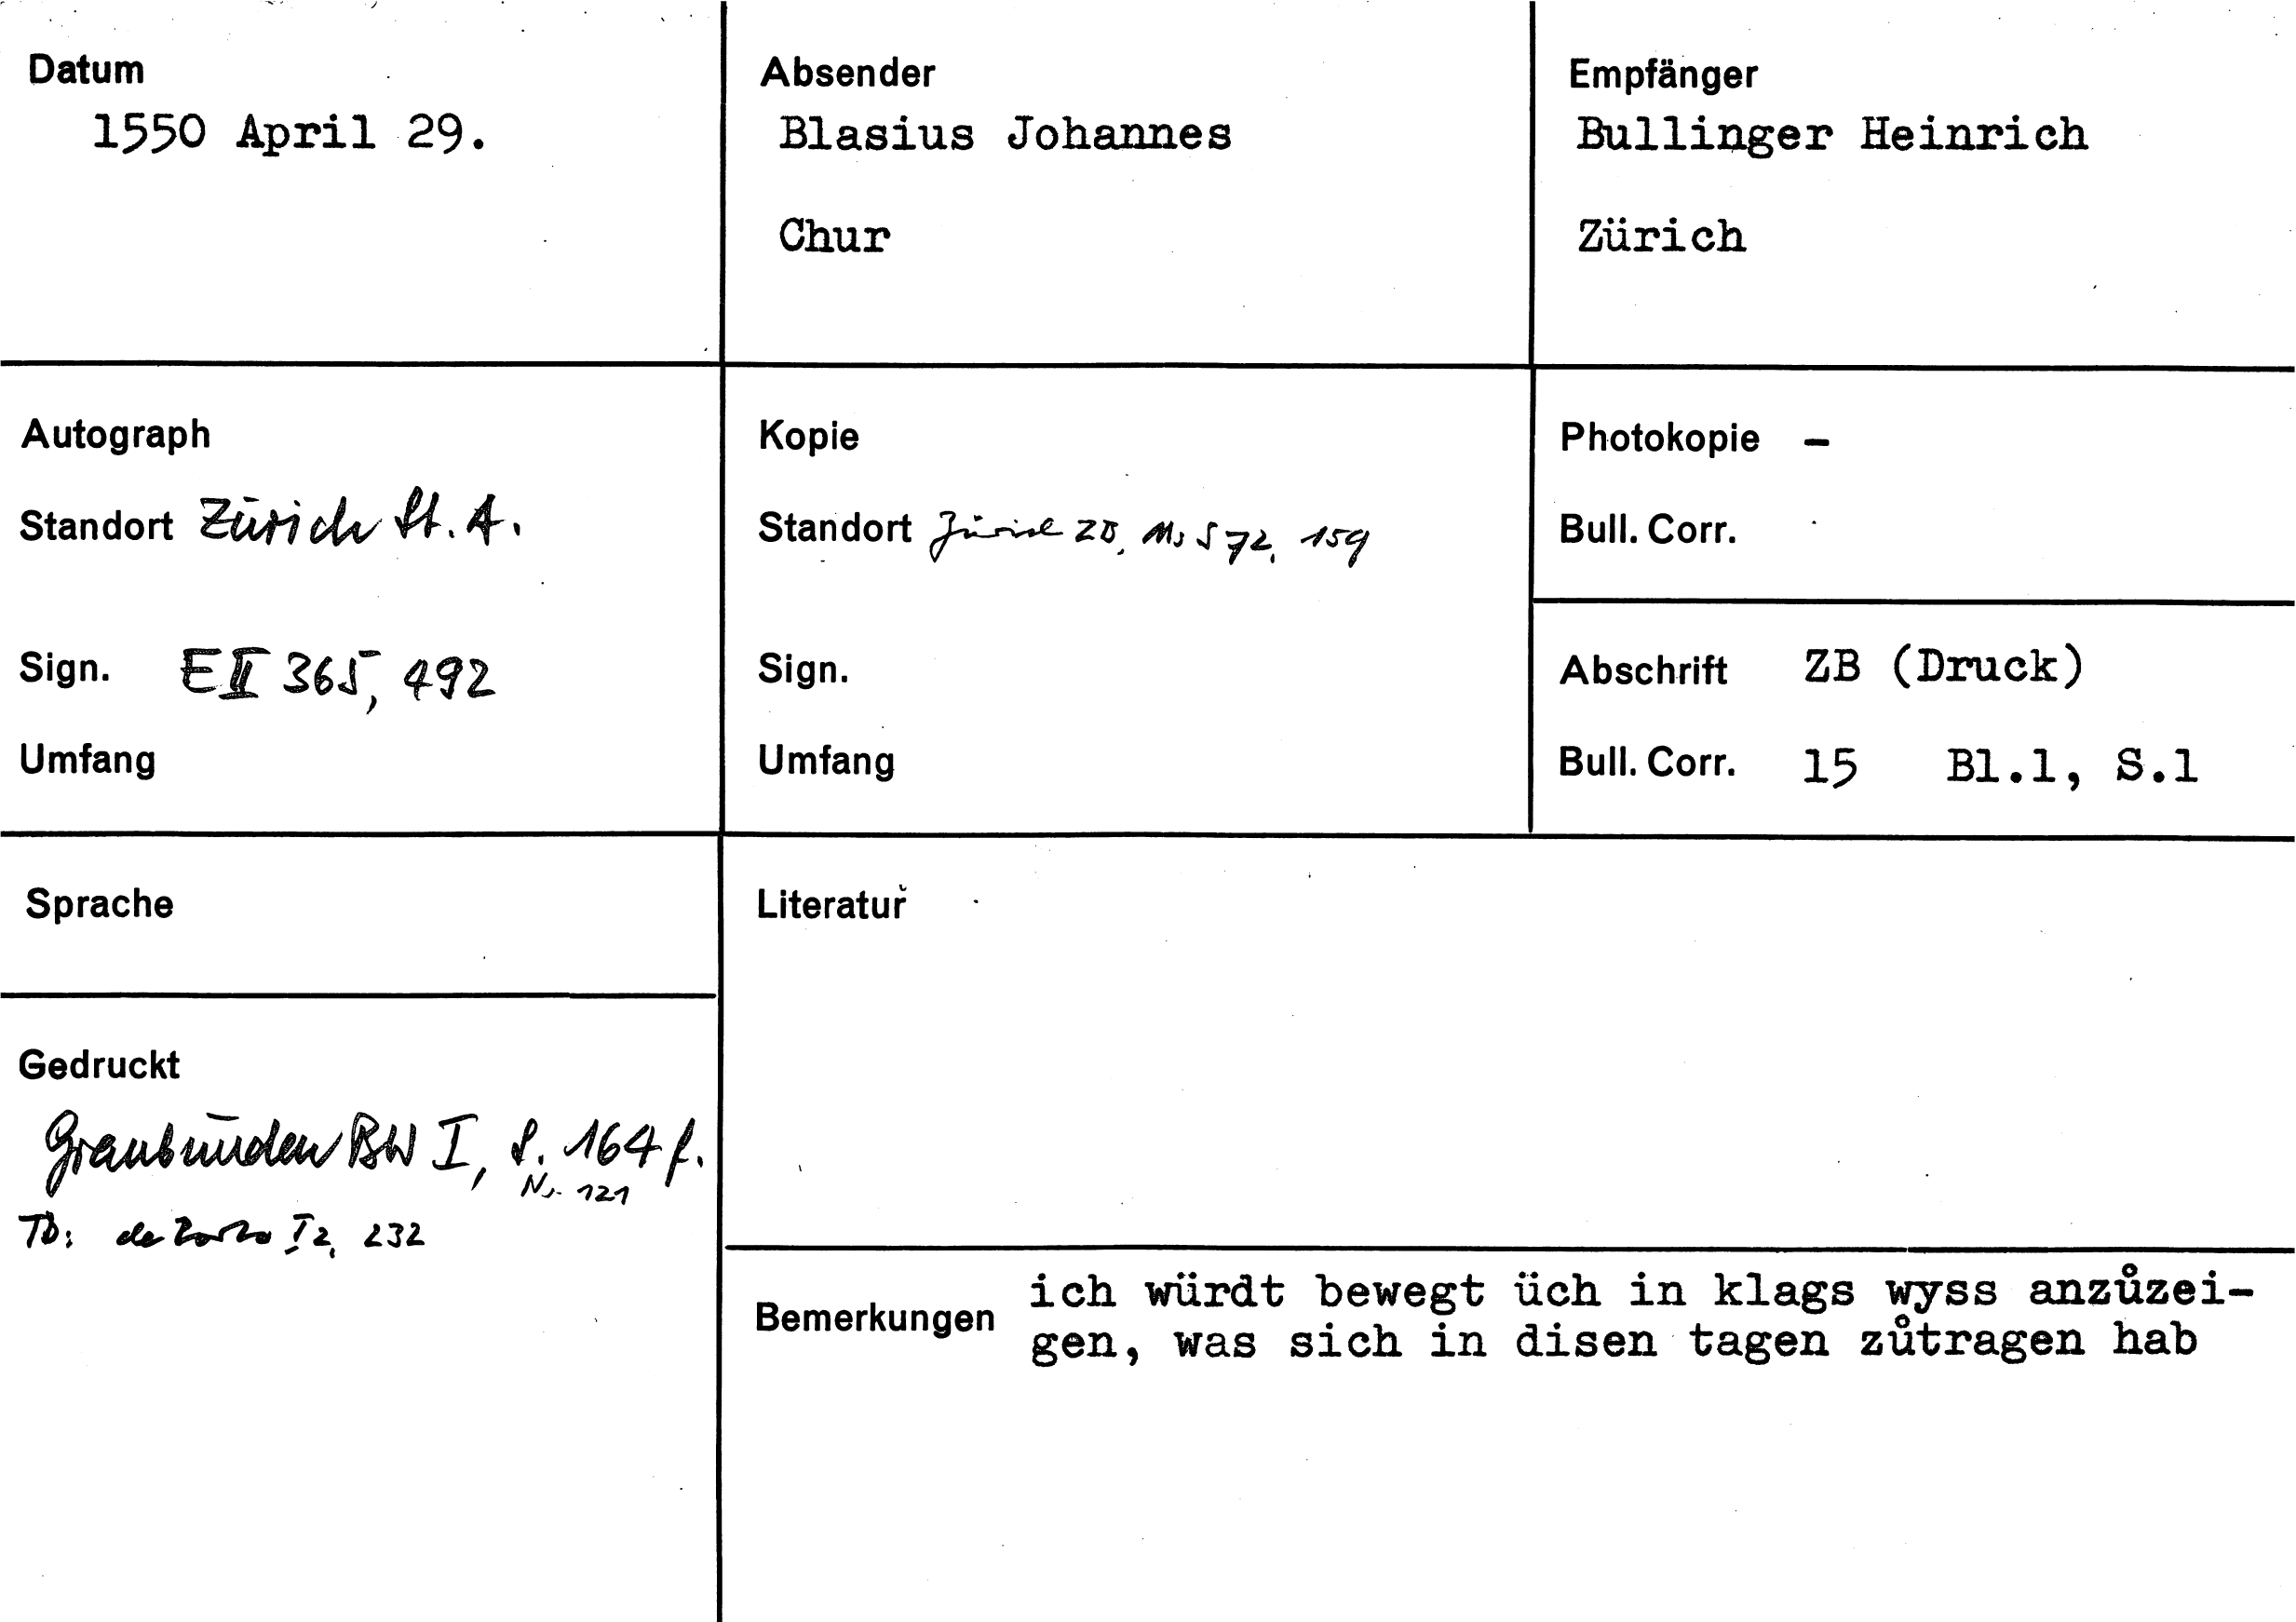 Datum
1550 April 29.
Absender
Blasius Johannes
Chur
Empfänger
Bullinger Heinrich
Zürich
Autograph
Standort Zürich St. A.
Sign. E II 365, 492
Umfang
Kopie
Standort Zürich ZB, Ms S 72, 159
Sign.
Umfang
Photokopie –
Bull. Corr.
Abschrift ZB (Druck)
Bull. Corr. 15 Bl.1, S.1
Sprache
Gedruckt
Graubünden BW I, S. 164 f.
Nr. 121
TD: de Porta I 2, 232
Literatur
Bemerkungen
ich würdt bewegt üch in klags wyss anzůzei-
gen, was sich in disen tagen zůtragen hab